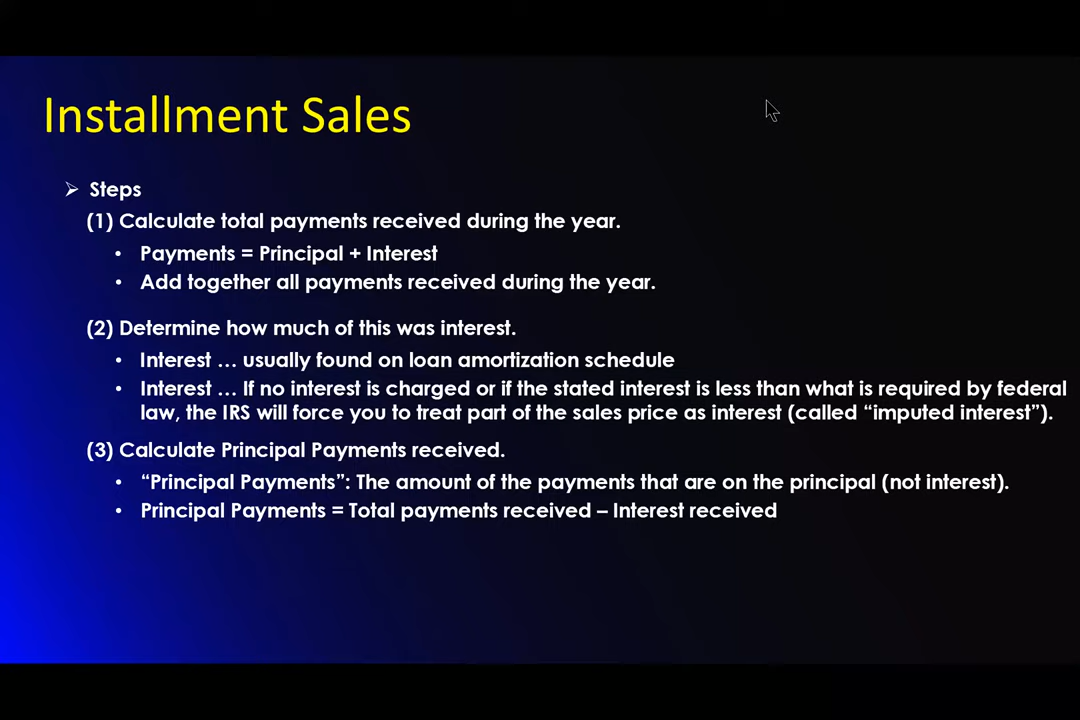 Installment Sales
➢ Steps
(1) Calculate total payments received during the year.
• Payments = Principal + Interest
• Add together all payments received during the year.
(2) Determine how much of this was interest.
• Interest … usually found on loan amortization schedule
• Interest … If no interest is charged or if the stated interest is less than what is required by federal
law, the IRS will force you to treat part of the sales price as interest (called “imputed interest”).
(3) Calculate Principal Payments received.
• “Principal Payments”: The amount of the payments that are on the principal (not interest).
• Principal Payments = Total payments received – Interest received